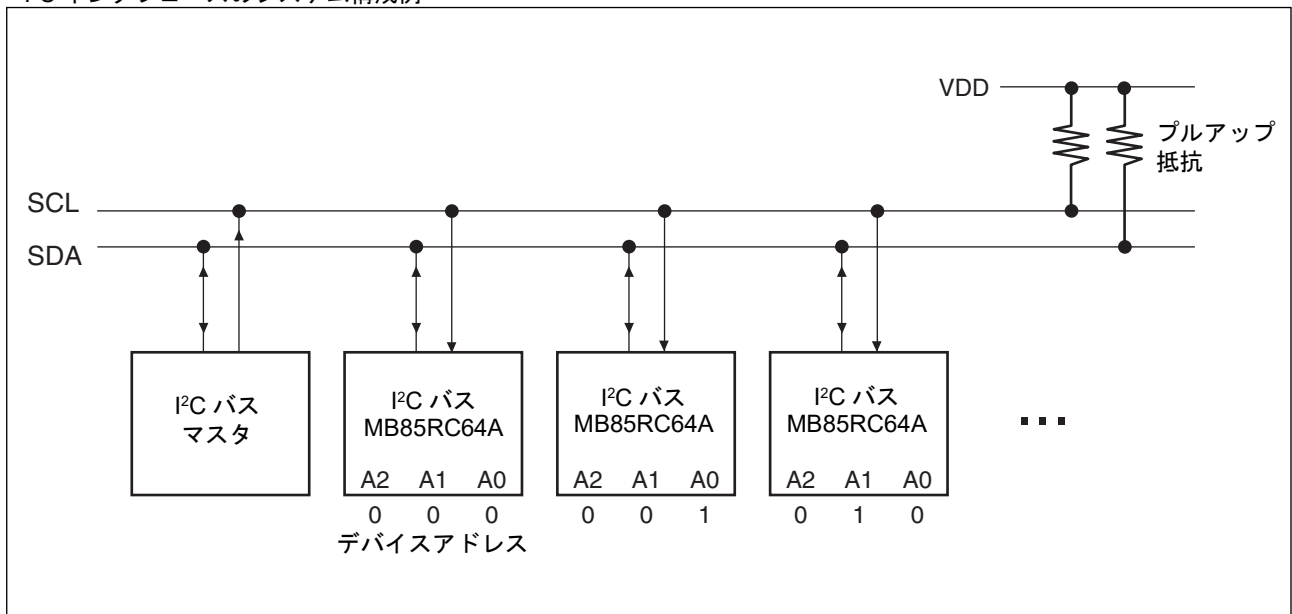 VDD
プルアップ
抵抗
SCL
SDA
I²C バス
マスタ
I²C バス
MB85RC64A
A2 A1 A0
0 0 0
デバイスアドレス
I²C バス
MB85RC64A
A2 A1 A0
0 0 1
I²C バス
MB85RC64A
A2 A1 A0
0 1 0
...